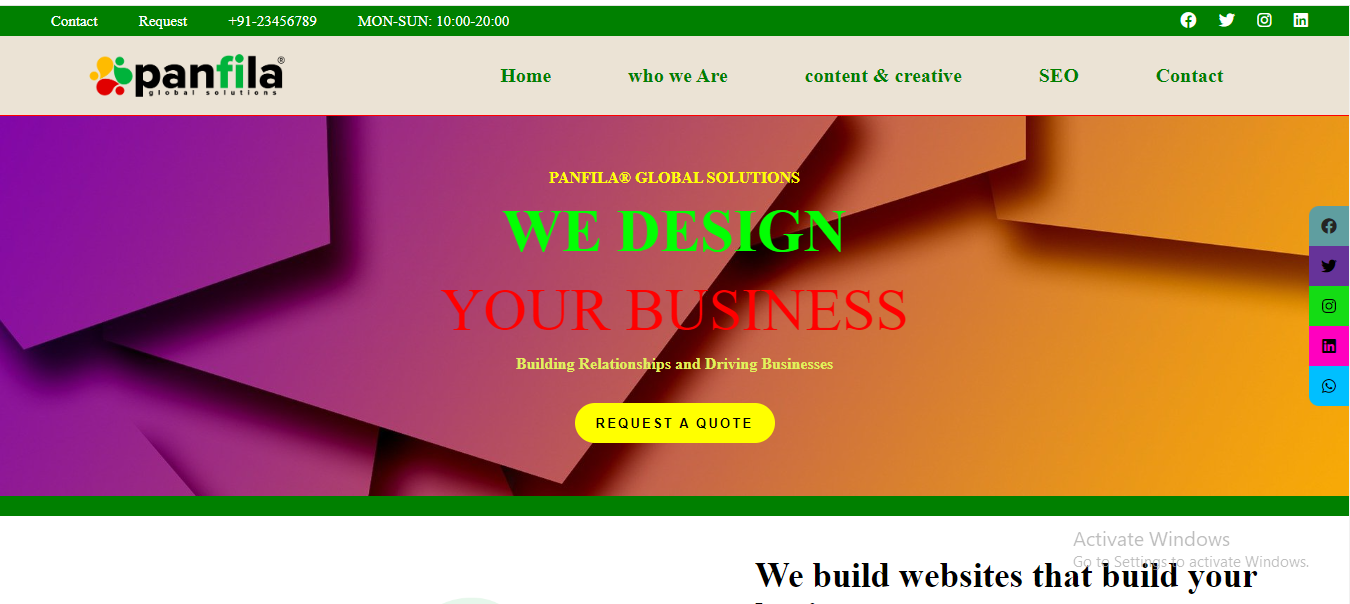 Contact Request +91-23456789 MON-SUN: 10:00-20:00
panfila®
global solutions
Home who we Are content & creative SEO Contact
PANFILA® GLOBAL SOLUTIONS
WE DESIGN
YOUR BUSINESS
Building Relationships and Driving Businesses
REQUEST A QUOTE
Activate Windows
Go to Settings to activate Windows.
We build websites that build your